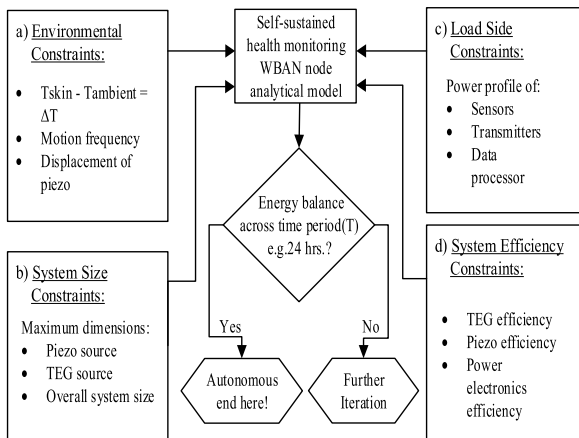 a) Environmental
Constraints:
• Tskin - Tambient =
ΔT
• Motion frequency
• Displacement of
piezo
b) System Size
Constraints:
Maximum dimensions:
• Piezo source
• TEG source
• Overall system size
Self-sustained
health monitoring
WBAN node
analytical model
Energy balance
across time period(T)
e.g.24 hrs.?
Yes
No
Autonomous
end here!
Further
Iteration
c) Load Side
Constraints:
Power profile of:
• Sensors
• Transmitters
• Data
processor
d) System Efficiency
Constraints:
• TEG efficiency
• Piezo efficiency
• Power
electronics
efficiency